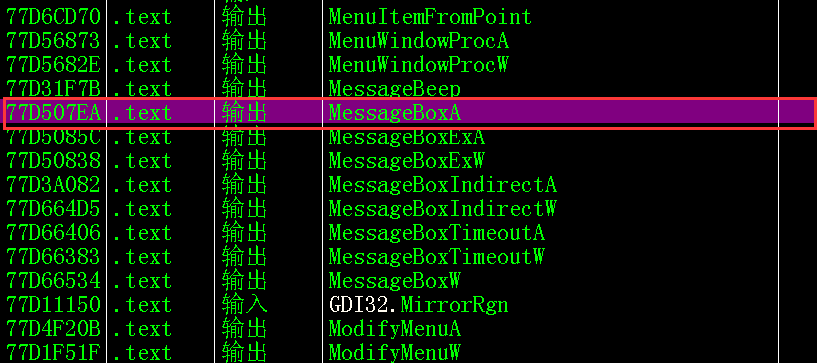 77D6CD70 .text 输出 MenuItemFromPoint
77D56873 .text 输出 MenuWindowProcA
77D5682E .text 输出 MenuWindowProcW
77D31F7B .text 输出 MessageBeep
77D507EA .text 输出 MessageBoxA
77D5085C .text 输出 MessageBoxExA
77D50838 .text 输出 MessageBoxExW
77D3A082 .text 输出 MessageBoxIndirectA
77D664D5 .text 输出 MessageBoxIndirectW
77D66406 .text 输出 MessageBoxTimeoutA
77D66383 .text 输出 MessageBoxTimeoutW
77D66534 .text 输出 MessageBoxW
77D11150 .text 输入 GDI32.MirrorRgn
77D4F20B .text 输出 ModifyMenuA
77D1F51F .text 输出 ModifyMenuW